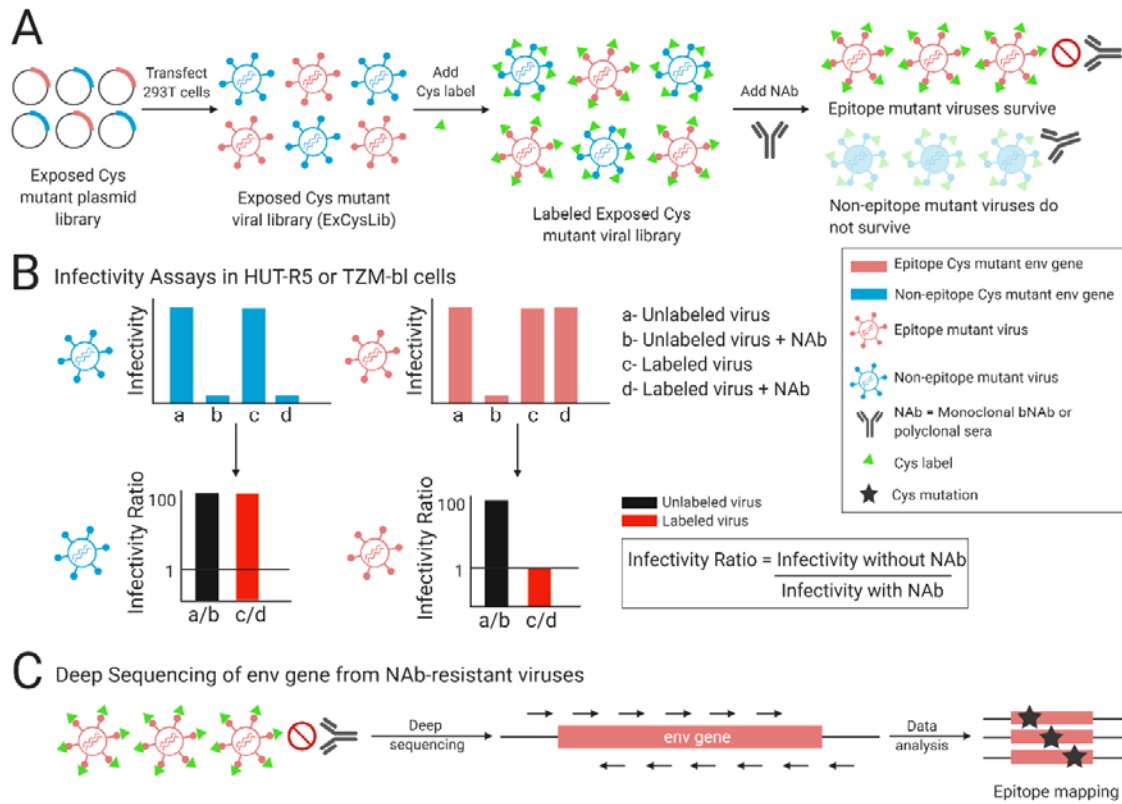 A
Transfect
293T cells
Add
Cys label
Add NAb
Exposed Cys
mutant plasmid
library
Exposed Cys mutant
viral library (ExCysLib)
Labeled Exposed Cys
mutant viral library
Epitope mutant viruses survive
Non-epitope mutant viruses do
not survive
B
Infectivity Assays in HUT-R5 or TZM-bl cells
Infectivity
a b c d
Infectivity
a b c d
a- Unlabeled virus
b- Unlabeled virus + NAb
c- Labeled virus
d- Labeled virus + NAb
Infectivity Ratio
100
1
a/b c/d
Infectivity Ratio
100
1
a/b c/d
Unlabeled virus
Labeled virus
Infectivity Ratio = Infectivity without NAb
Infectivity with NAb
Epitope Cys mutant env gene
Non-epitope Cys mutant env gene
Epitope mutant virus
Non-epitope mutant virus
NAb = Monoclonal bNAb or
polyclonal sera
Cys label
Cys mutation
C
Deep Sequencing of env gene from NAb-resistant viruses
Deep
sequencing
env gene
Data
analysis
Epitope mapping